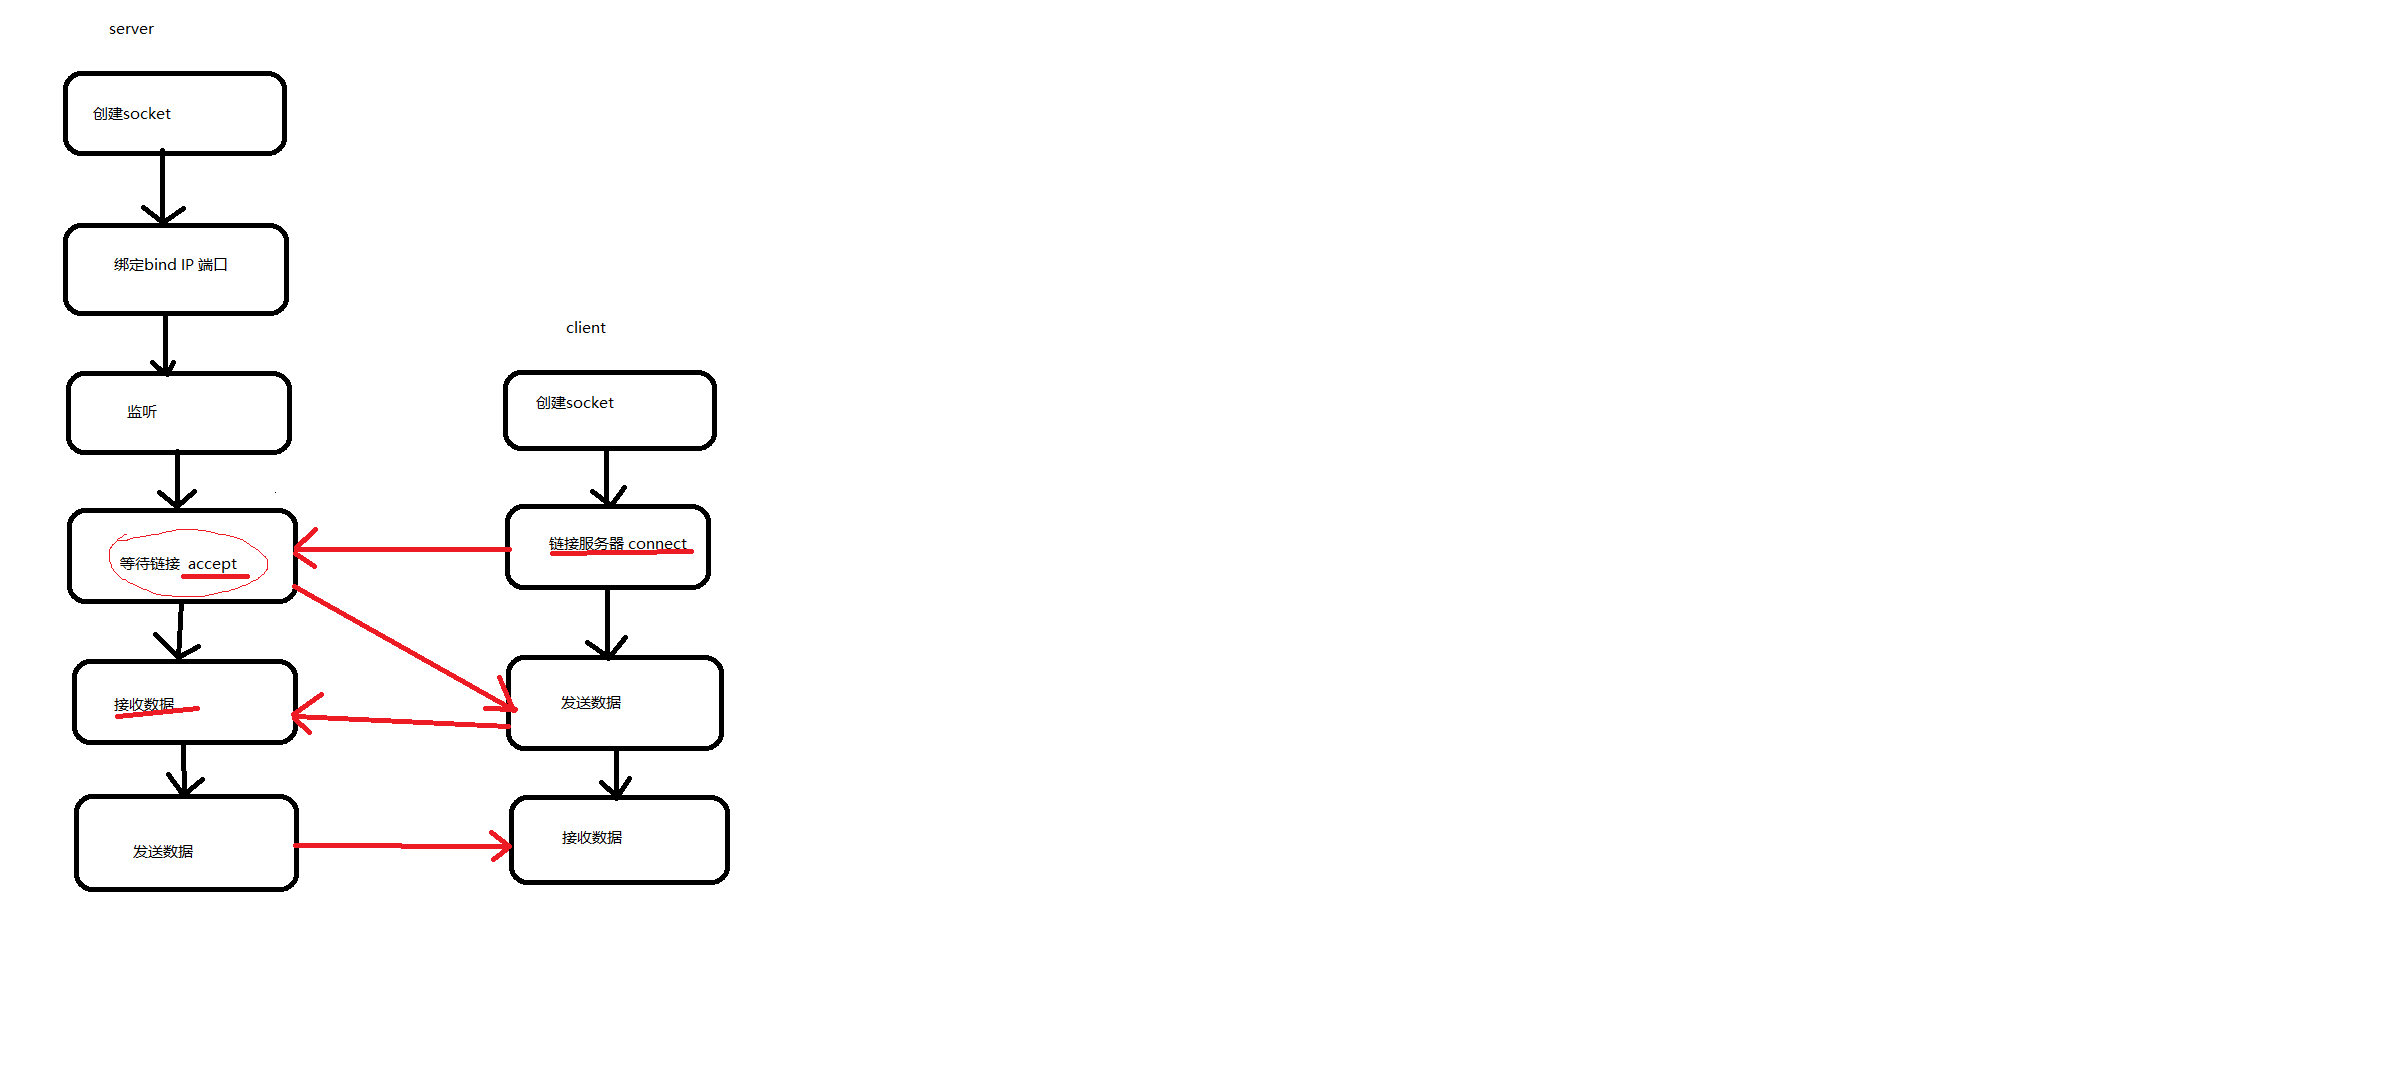 server
创建socket
绑定bind IP 端口
监听
等待链接 accept
接收数据
发送数据
client
创建socket
链接服务器 connect
发送数据
接收数据